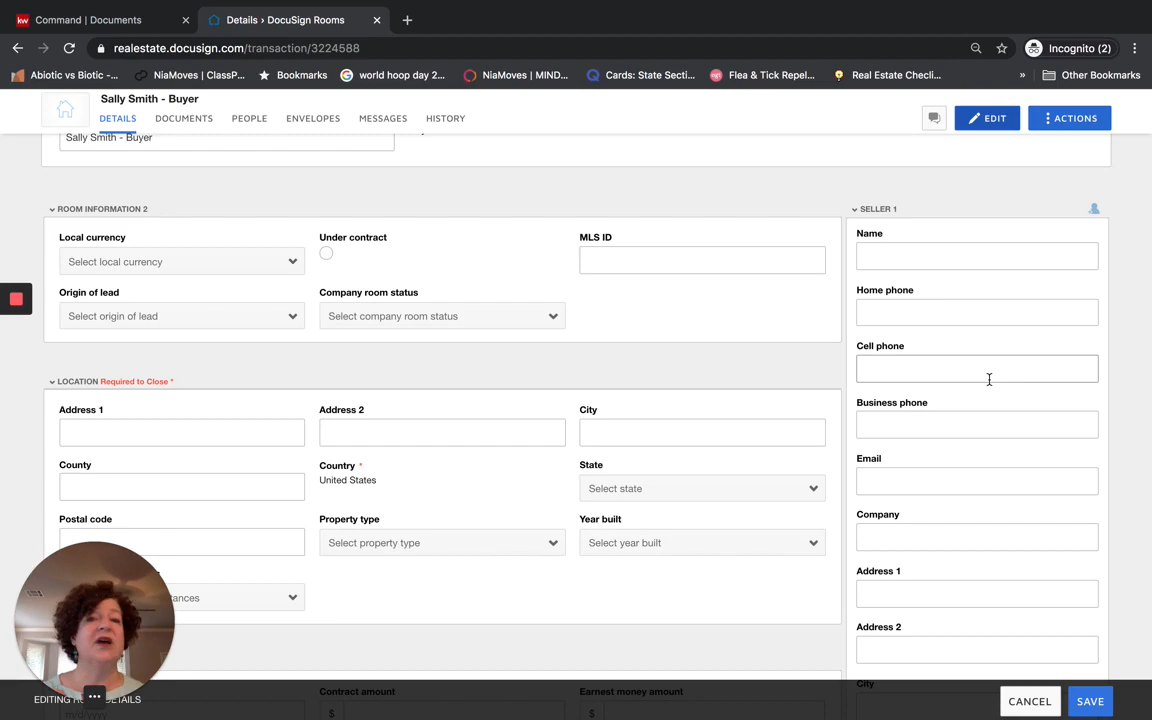 Command | Documents
Details › DocuSign Rooms
realestate.docusign.com/transaction/3224588
Incognito (2)
Abiotic vs Biotic -...
NiaMoves | ClassP...
Bookmarks
world hoop day 2...
NiaMoves | MIND...
Cards: State Secti...
Flea & Tick Repel...
Real Estate Checli...
»
Other Bookmarks
Sally Smith - Buyer
DETAILS
DOCUMENTS
PEOPLE
ENVELOPES
MESSAGES
HISTORY
EDIT
ACTIONS
Sally Smith - Buyer
ROOM INFORMATION 2
Local currency
Under contract
MLS ID
Select local currency
Origin of lead
Company room status
Select origin of lead
Select company room status
LOCATION Required to Close *
Address 1
Address 2
City
County
Country *
State
United States
Select state
Postal code
Property type
Year built
Select property type
Select year built
Contract amount
Earnest money amount
$
$
SELLER 1
Name
Home phone
Cell phone
Business phone
Email
Company
Address 1
Address 2
City
CANCEL
SAVE